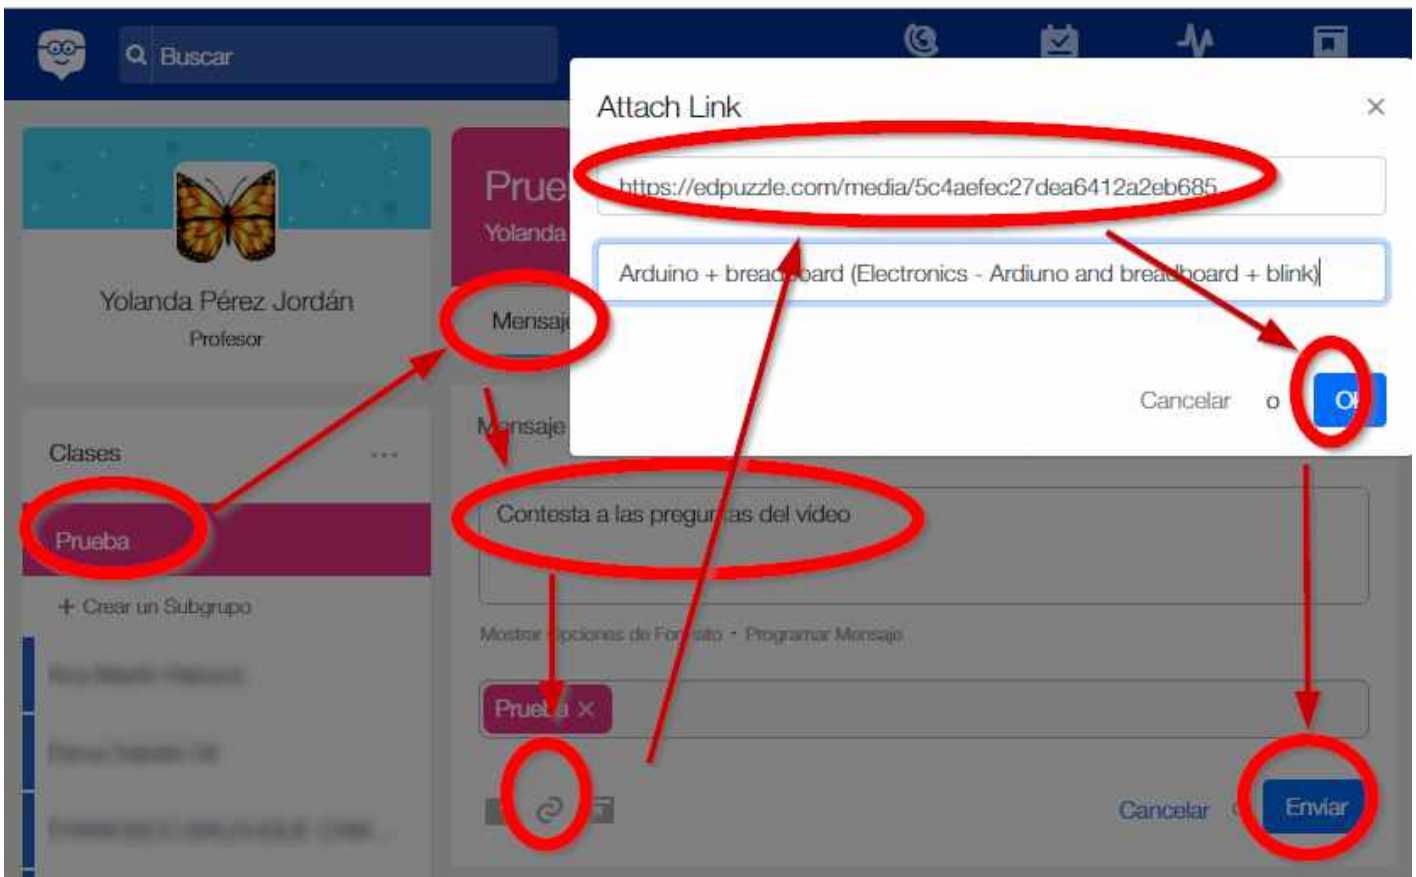 Buscar
Attach Link
×
https://edpuzzle.com/media/5c4aefec27dea6412a2eb685
Arduino + breadboard (Electronics - Ardiuno and breadboard + blink)
Cancelar o Ok
Yolanda Pérez Jordán
Profesor
Clases ...
Prueba
+ Crear un Subgrupo
Prue
Yolanda
Mensaje
Mensaje
Contesta a las preguntas del video
Mostrar Opciones de Formato · Programar Mensaje
Prueba ×
Cancelar o Enviar